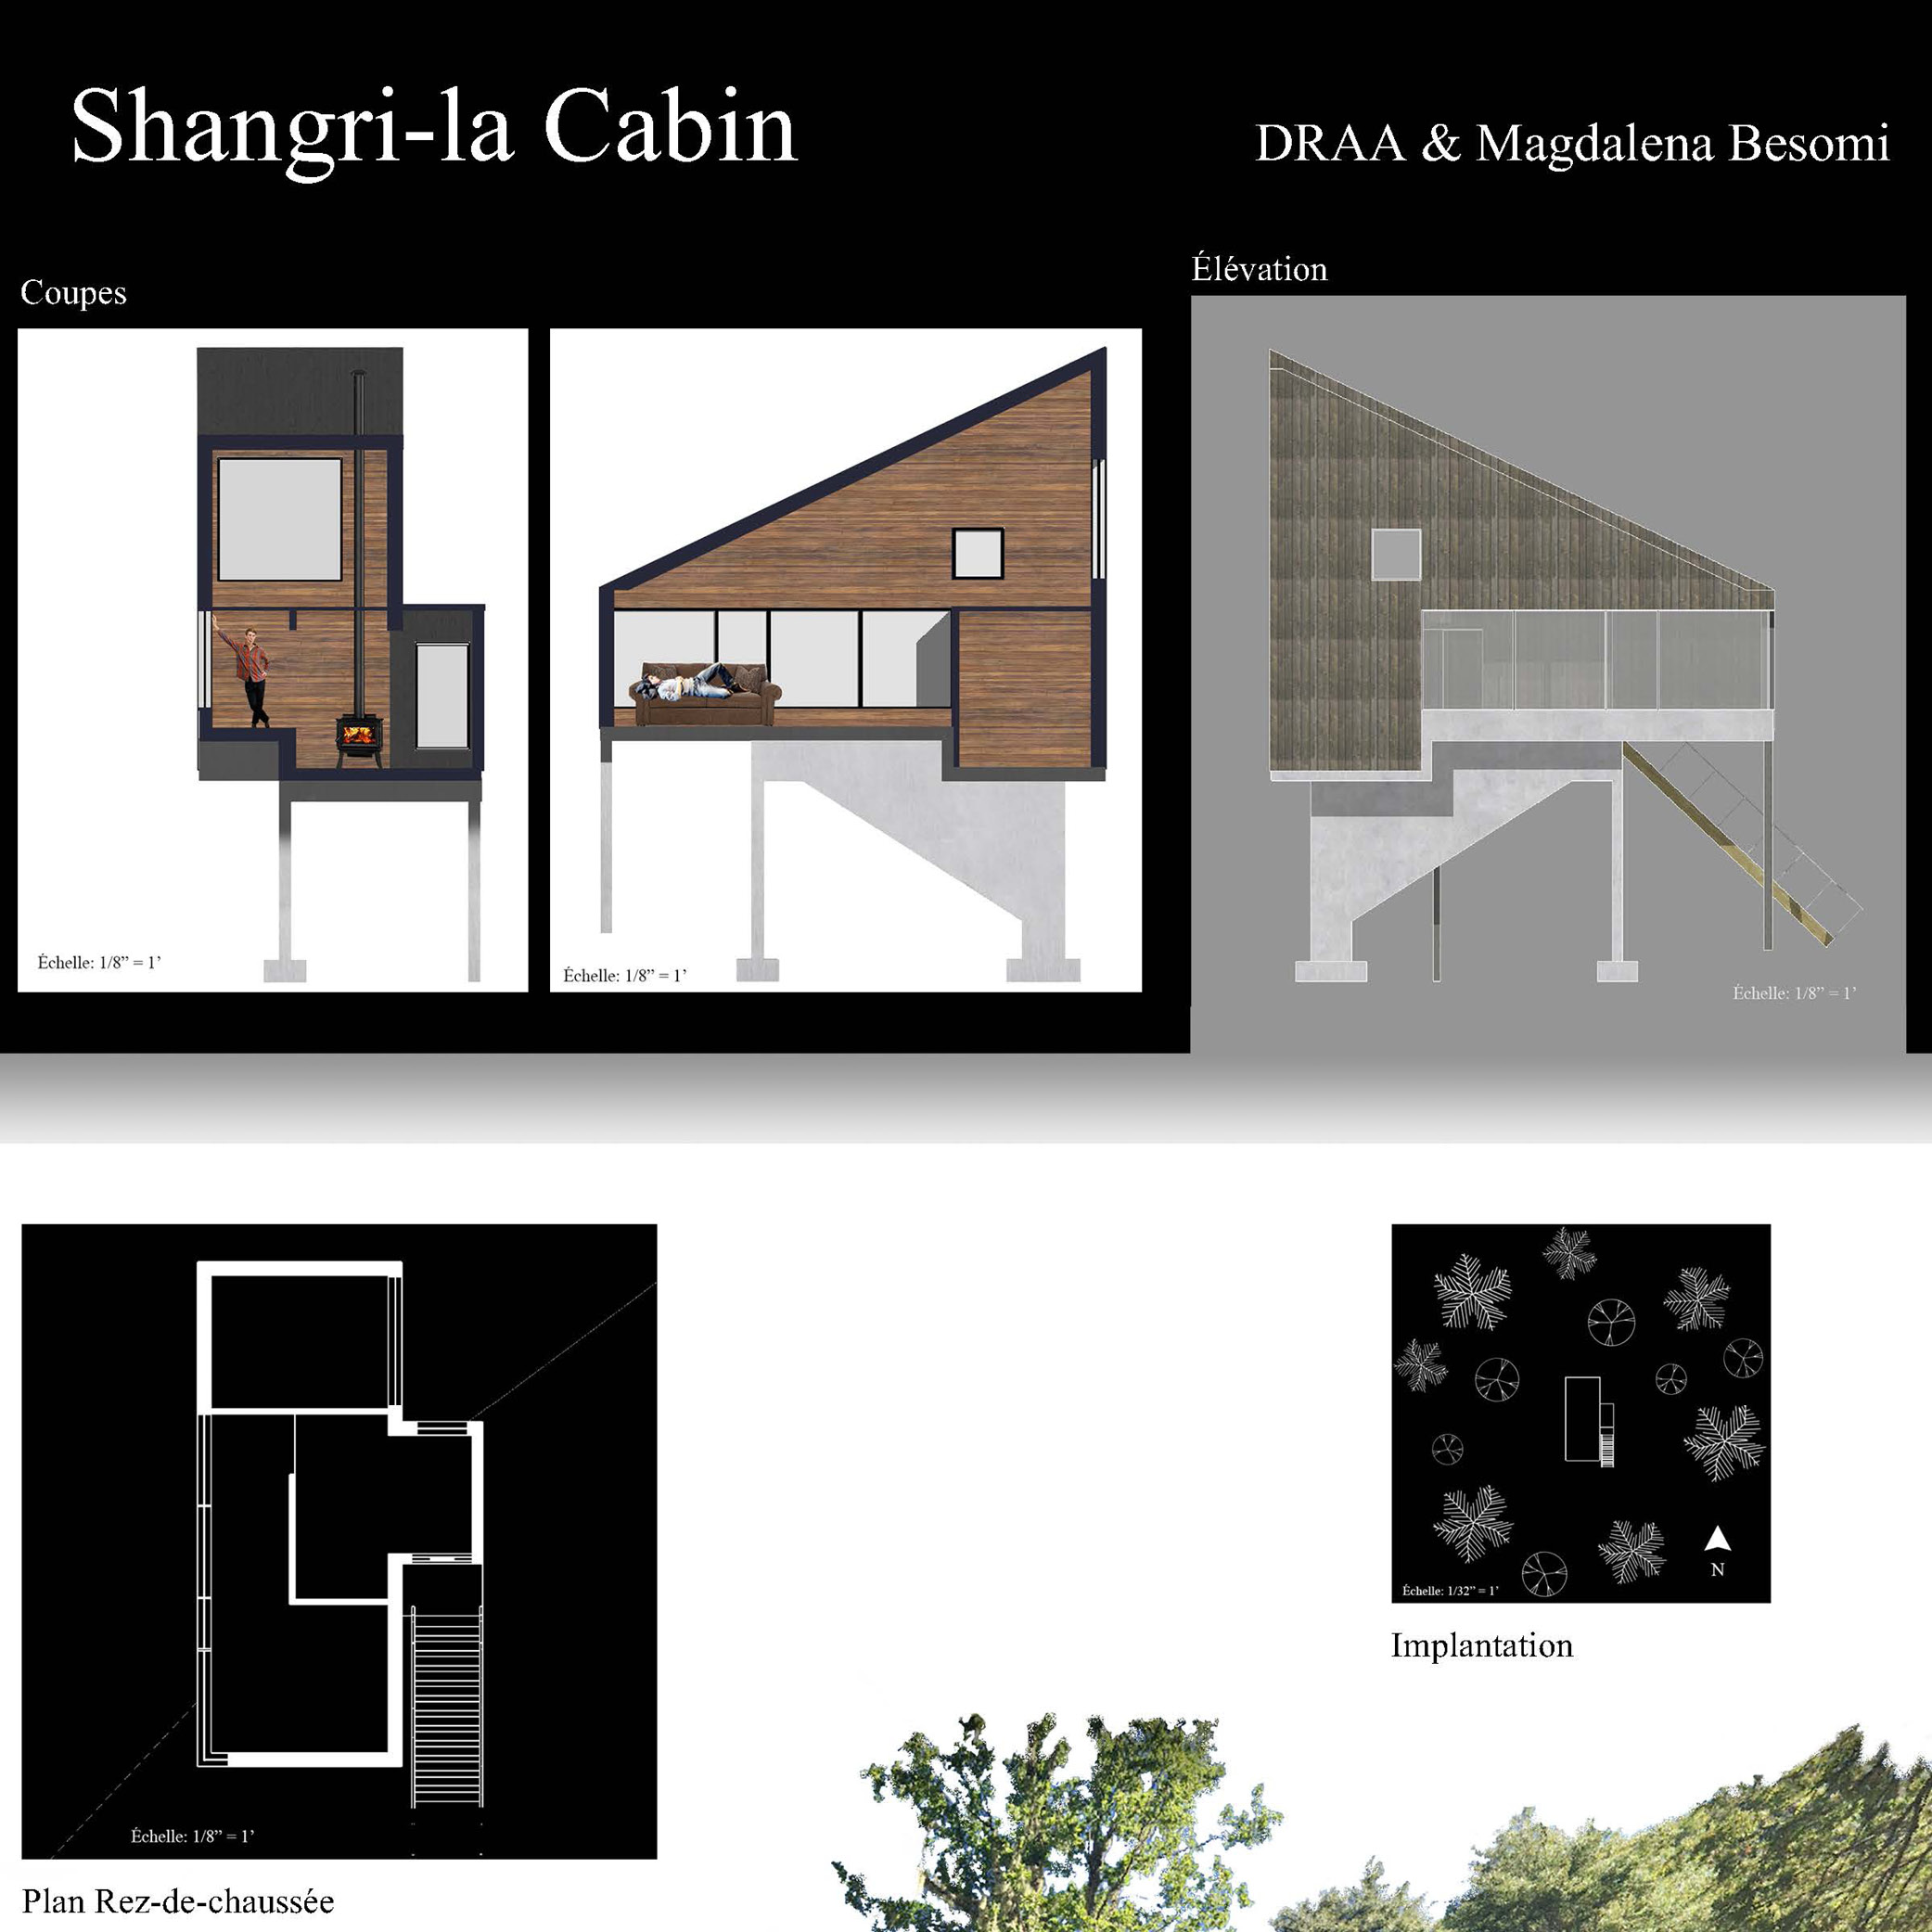 Shangri-la Cabin
DRAA & Magdalena Besomi
Coupes
Élévation
Échelle: 1/8” = 1’
Échelle: 1/8” = 1’
Échelle: 1/8” = 1’
Échelle: 1/8” = 1’
Plan Rez-de-chaussée
N
Échelle: 1/32” = 1’
Implantation